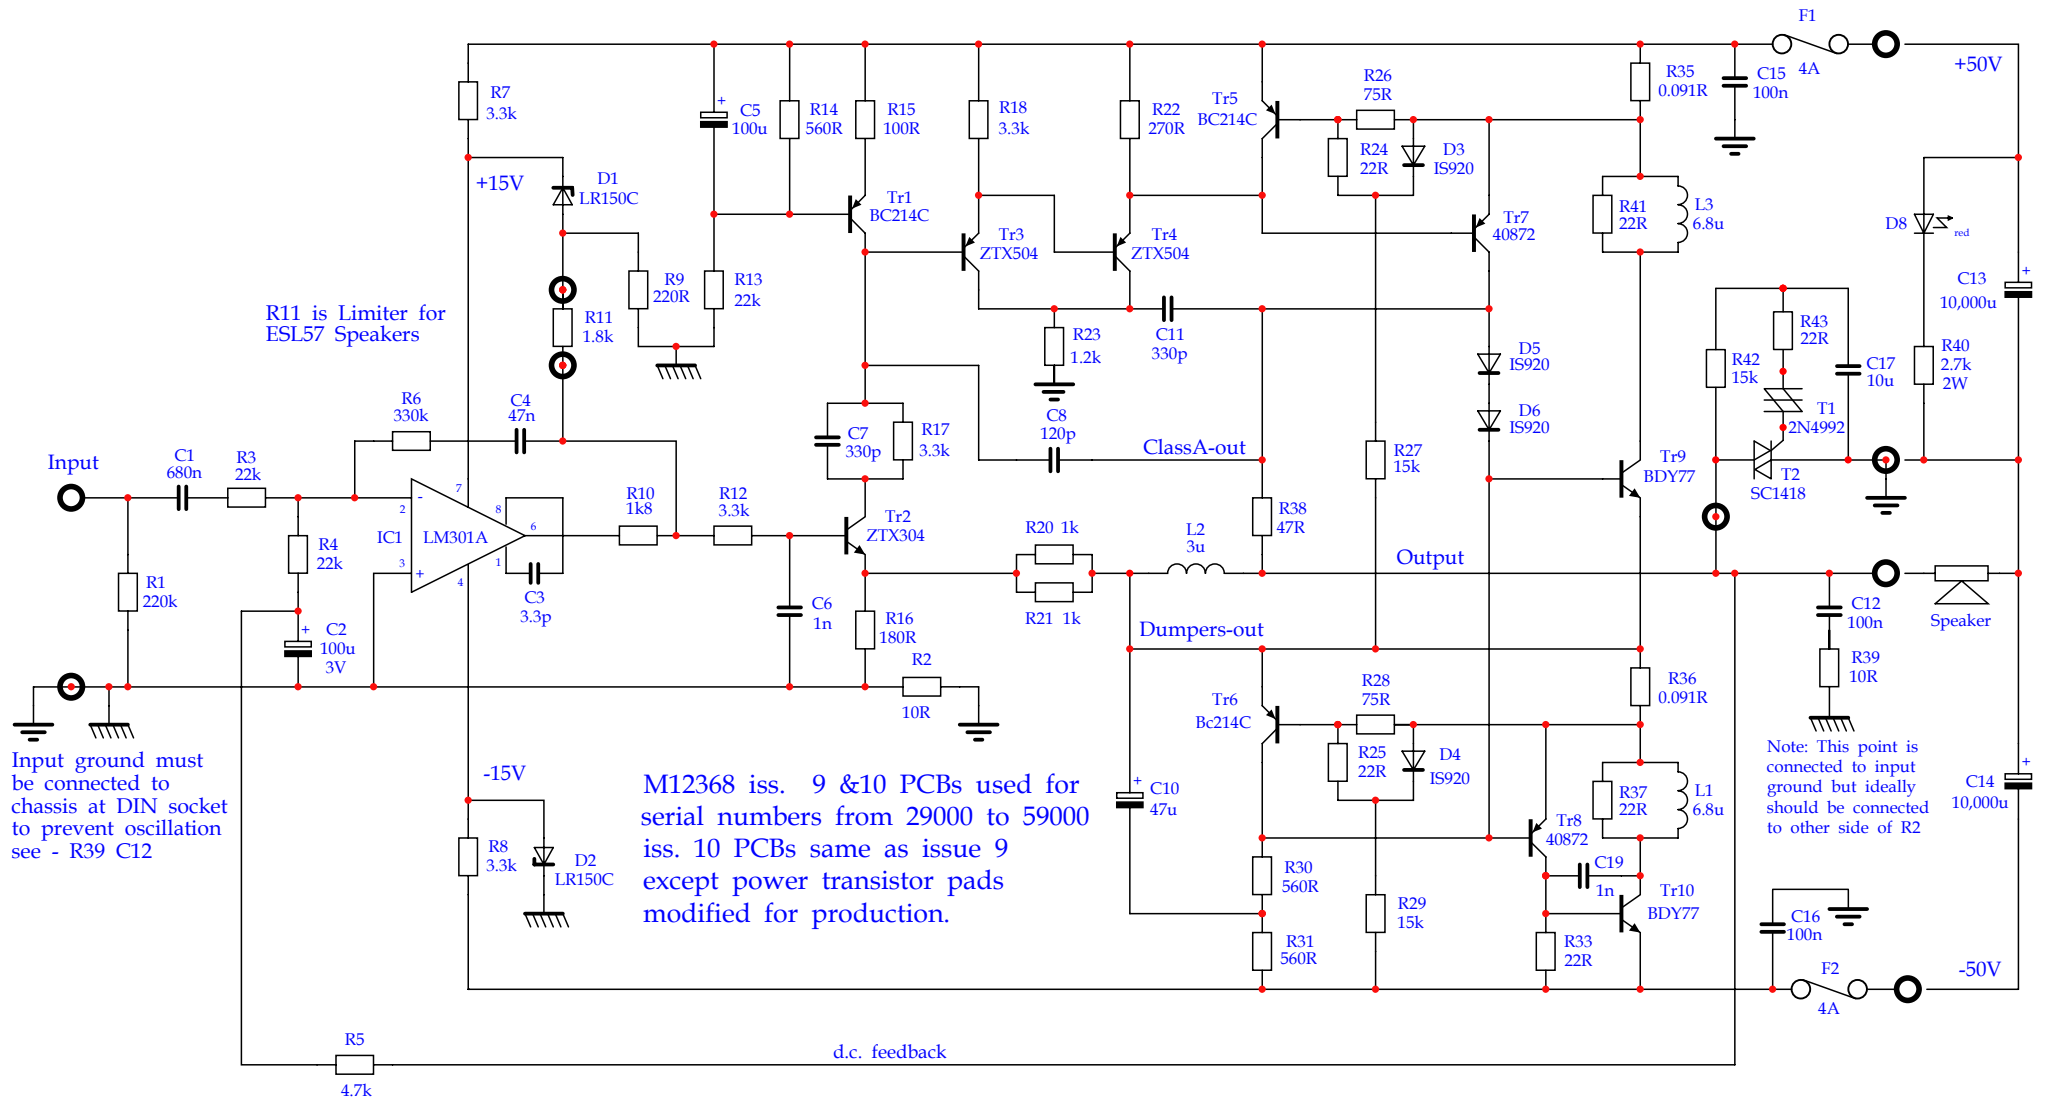 F1
4A
+50V
R7
3.3k
C5
100u
+
R14
560R
R15
100R
R18
3.3k
R22
270R
Tr5
BC214C
R26
75R
R24
22R
D3
IS920
R35
0.091R
C15
100n
+15V
D1
LR150C
Tr1
BC214C
Tr3
ZTX504
Tr4
ZTX504
Tr7
40872
R41
22R
L3
6.8u
D8
red
R9
220R
R13
22k
R11 is Limiter for
ESL57 Speakers
R11
1.8k
R23
1.2k
C11
330p
D5
IS920
D6
IS920
R42
15k
R43
22R
C17
10u
T1
2N4992
T2
SC1418
+
C13
10,000u
R40
2.7k
2W
R6
330k
C4
47n
C7
330p
R17
3.3k
C8
120p
ClassA-out
R27
15k
Tr9
BDY77
Input
C1
680n
R3
22k
R4
22k
R1
220k
IC1
LM301A
-
+
2
3
7
4
8
6
1
C3
3.3p
R10
1k8
R12
3.3k
Tr2
ZTX304
C6
1n
R16
180R
R20 1k
R21 1k
L2
3u
R38
47R
Output
Dumpers-out
+
C2
100u
3V
R2
10R
C12
100n
R39
10R
Speaker
Input ground must
be connected to
chassis at DIN socket
to prevent oscillation
see - R39 C12
-15V
R8
3.3k
D2
LR150C
M12368 iss. 9 &10 PCBs used for
serial numbers from 29000 to 59000
iss. 10 PCBs same as issue 9
except power transistor pads
modified for production.
+
C10
47u
Tr6
Bc214C
R28
75R
R25
22R
D4
IS920
R36
0.091R
R37
22R
L1
6.8u
Tr8
40872
C19
1n
Tr10
BDY77
R30
560R
R31
560R
R29
15k
R33
22R
Note: This point is
connected to input
ground but ideally
should be connected
to other side of R2
+
C14
10,000u
C16
100n
F2
4A
-50V
R5
4.7k
d.c. feedback